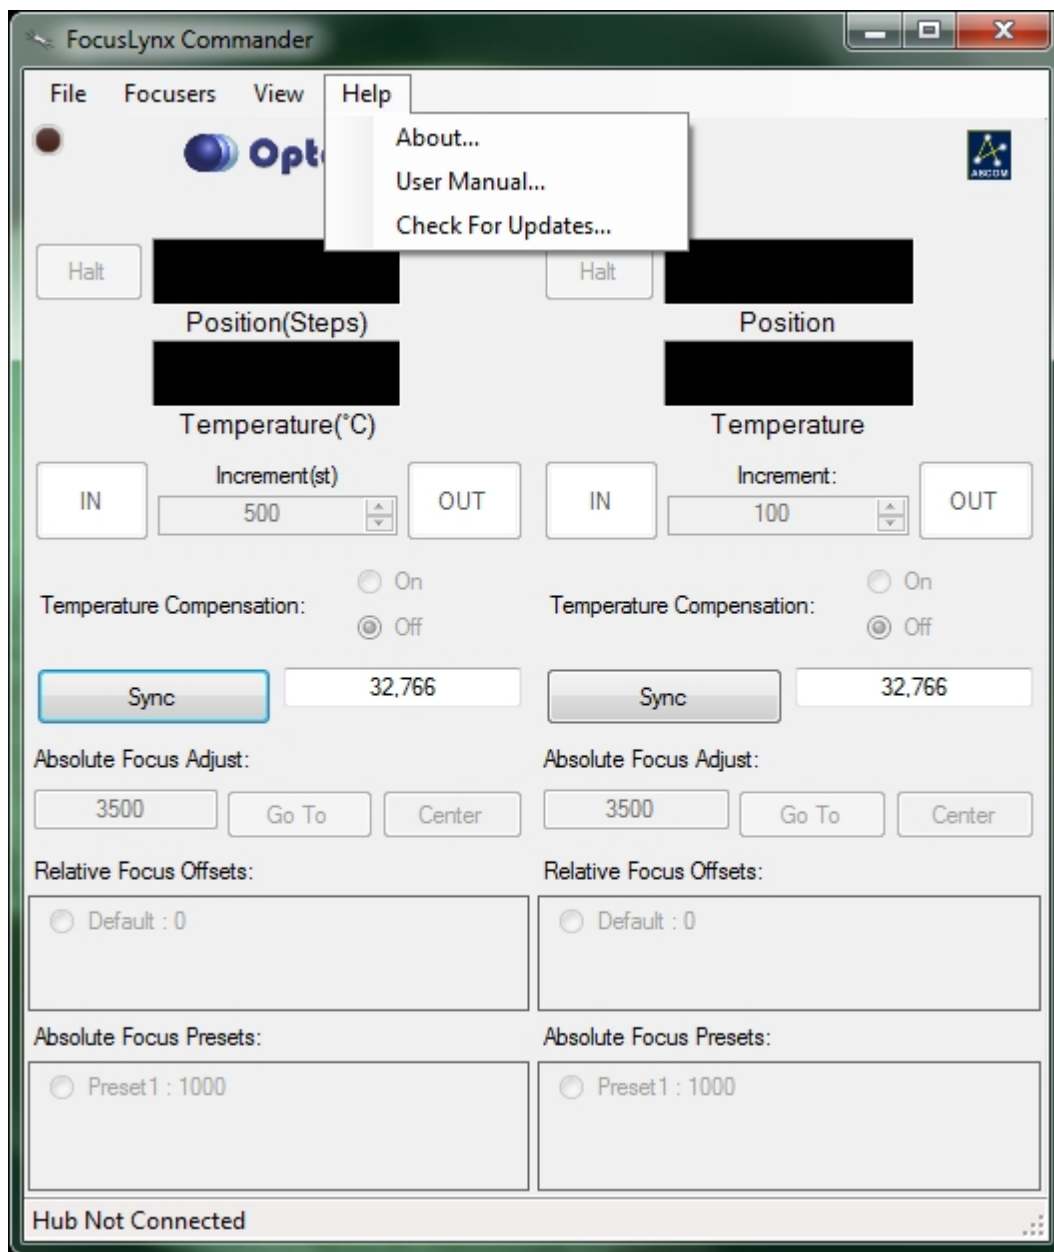 FocusLynx Commander
File Focusers View Help
About...
User Manual...
Check For Updates...
ASCOM
Halt Halt
Position(Steps) Position
Temperature(°C) Temperature
Increment(st) Increment:
IN 500 OUT IN 100 OUT
On On
Temperature Compensation: Temperature Compensation:
Off Off
Sync 32,766 Sync 32,766
Absolute Focus Adjust: Absolute Focus Adjust:
3500 Go To Center 3500 Go To Center
Relative Focus Offsets: Relative Focus Offsets:
Default : 0 Default : 0
Absolute Focus Presets: Absolute Focus Presets:
Preset1 : 1000 Preset1 : 1000
Hub Not Connected